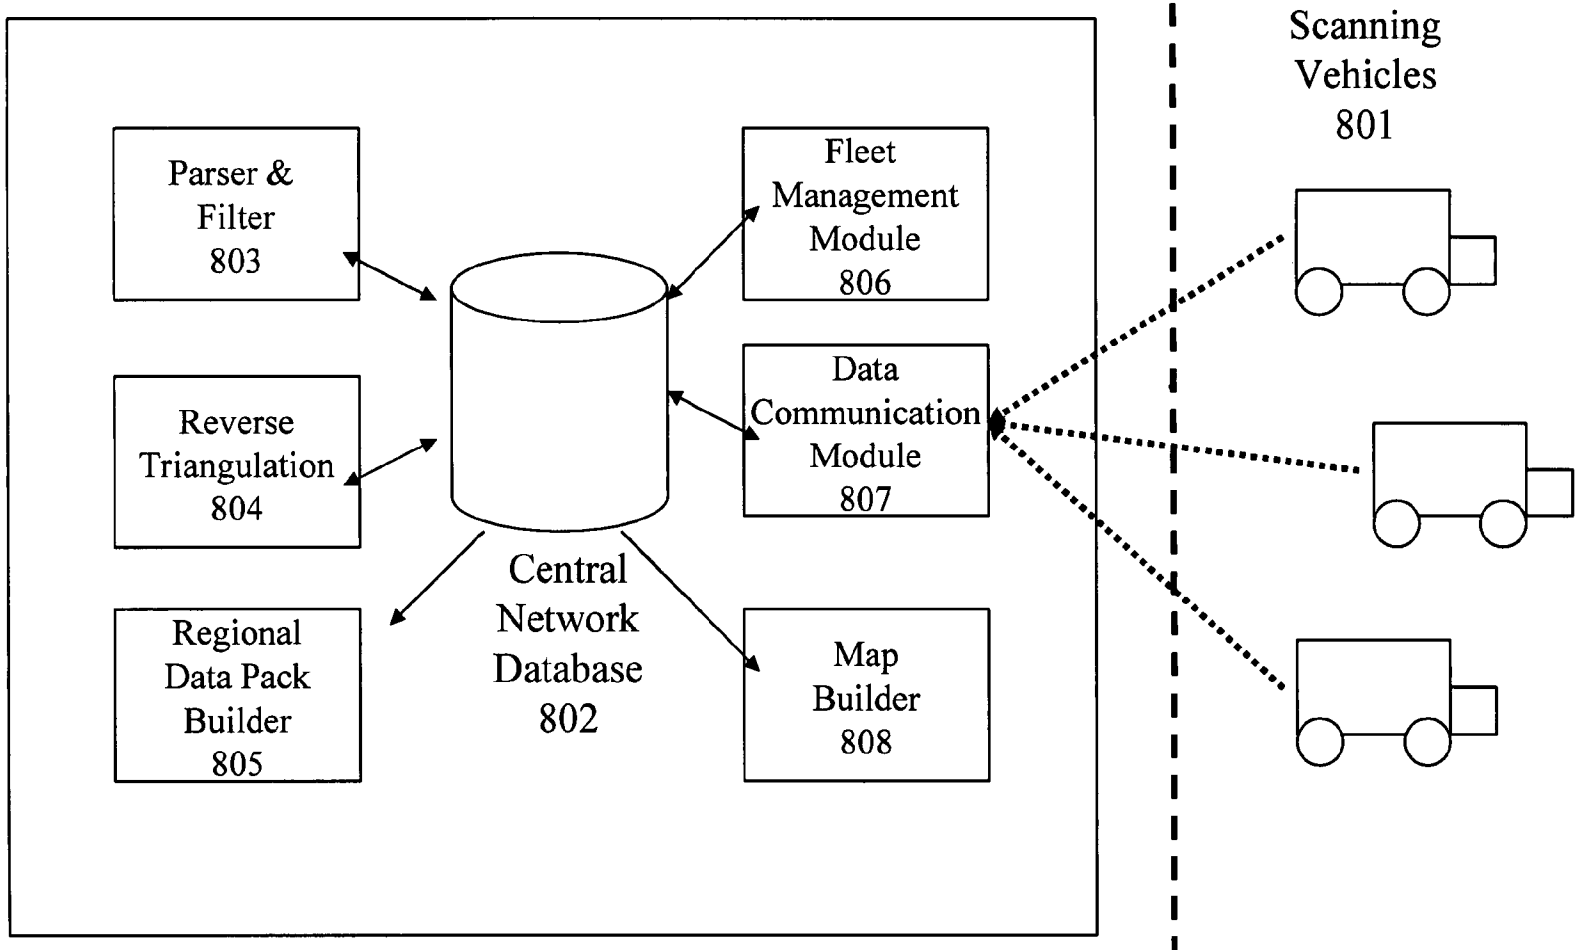 Scanning
Vehicles
801
Parser &
Filter
803
Fleet
Management
Module
806
Reverse
Triangulation
804
Data
Communication
Module
807
Central
Network
Database
802
Regional
Data Pack
Builder
805
Map
Builder
808